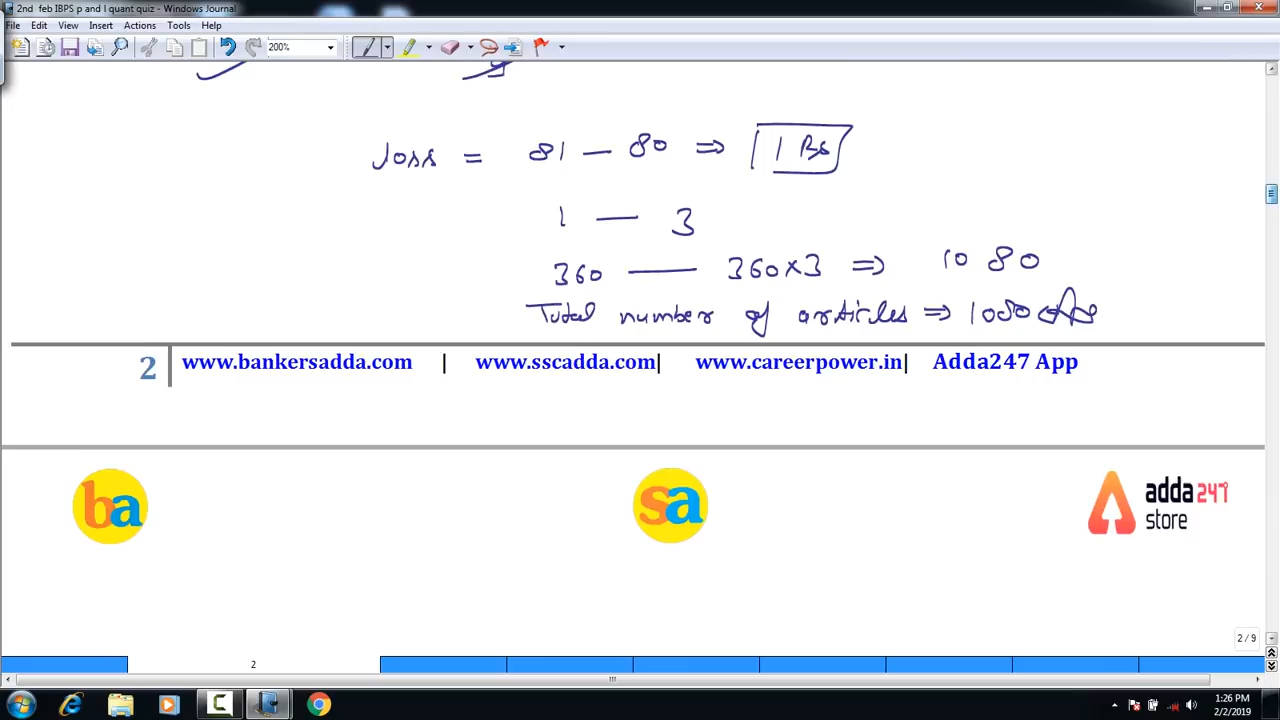 2nd feb IBPS p and l quant quiz - Windows Journal
File Edit View Insert Actions Tools Help
200%
loss = 81 — 80 ⇒ 1 Rs
1 — 3
360 — 360×3 ⇒ 1080
Total number of articles ⇒ 1080 Ans
2 www.bankersadda.com | www.sscadda.com| www.careerpower.in| Adda247 App
ba sa adda247
store
2 / 9
2
1:26 PM
2/2/2019